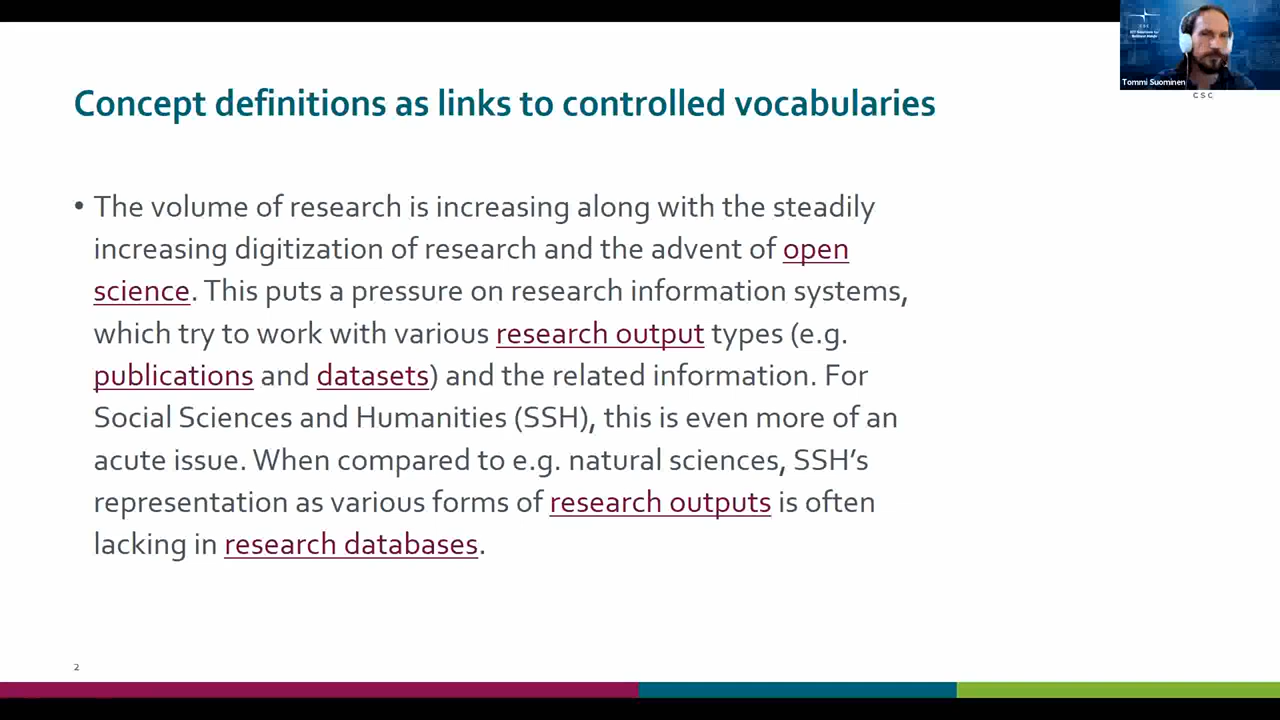 Concept definitions as links to controlled vocabularies
• The volume of research is increasing along with the steadily
increasing digitization of research and the advent of open
science. This puts a pressure on research information systems,
which try to work with various research output types (e.g.
publications and datasets) and the related information. For
Social Sciences and Humanities (SSH), this is even more of an
acute issue. When compared to e.g. natural sciences, SSH’s
representation as various forms of research outputs is often
lacking in research databases.
2
Tommi Suominen
CSC